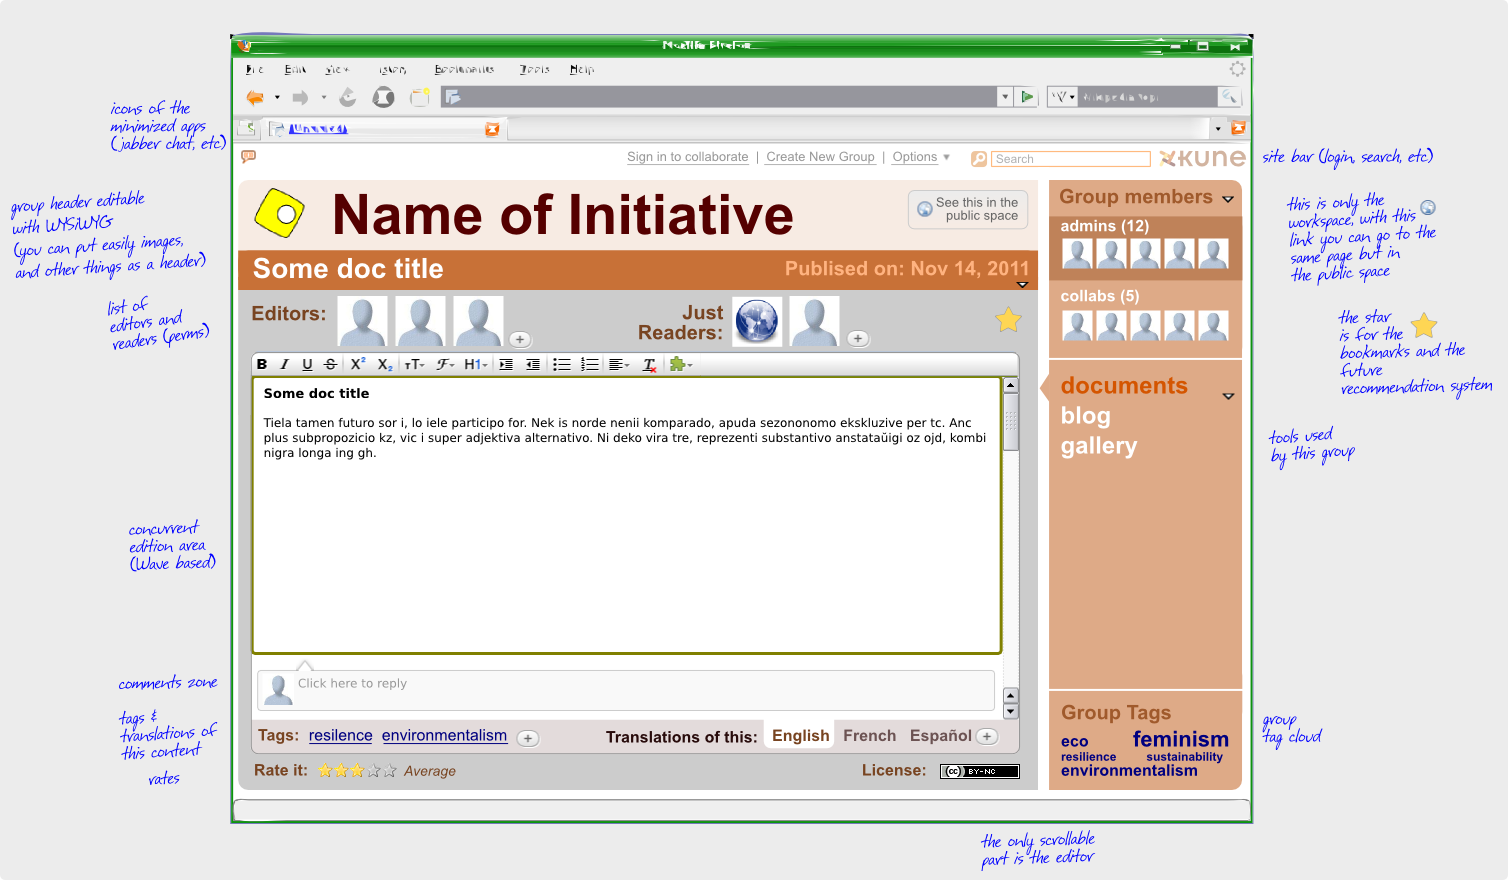 Mozilla Firefox
File Edit View History Bookmarks Tools Help
icons of the
minimized apps
(jabber chat, etc)
Sign in to collaborate | Create New Group | Options
Search
kune
site bar (login, search, etc)
group header editable
with WYSiWYG
(you can put easily images,
and other things as a header)
Name of Initiative
See this in the
public space
Group members
admins (12)
collabs (5)
this is only the
workspace, with this
link you can go to the
same page but in
the public space
Some doc title
Publised on: Nov 14, 2011
list of
editors and
readers (perms)
Editors:
Just
Readers:
the star
is for the
bookmarks and the
future
recommendation system
B I U S X² X₂ TT F H1 T
Some doc title
Tiela tamen futuro sor i, lo iele participo for. Nek is norde nenii komparado, apuda sezononomo ekskluzive per tc. Anc
plus subpropozicio kz, vic i super adjektiva alternativo. Ni deko vira tre, reprezenti substantivo anstataŭigi oz ojd, kombi
nigra longa ing gh.
documents
blog
gallery
tools used
by this group
concurrent
edition area
(Wave based)
comments zone
Click here to reply
tags &
translations of
this content
Tags: resilence environmentalism
Translations of this: English French Español
rates
Rate it: Average
License: (cc) BY-NC
Group Tags
eco feminism
resilience sustainability
environmentalism
group
tag cloud
the only scrollable
part is the editor